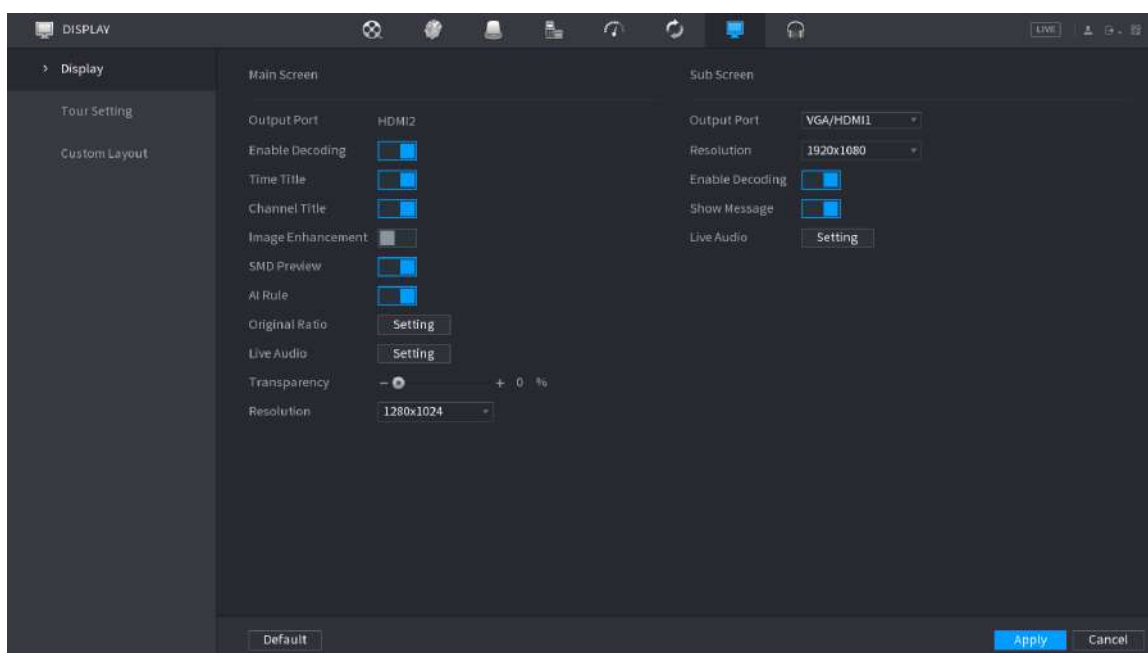 DISPLAY
LIVE
Display
Tour Setting
Custom Layout
Main Screen
Output Port HDMI2
Enable Decoding
Time Title
Channel Title
Image Enhancement
SMD Preview
AI Rule
Original Ratio Setting
Live Audio Setting
Transparency - + 0 %
Resolution 1280x1024
Sub Screen
Output Port VGA/HDMI1
Resolution 1920x1080
Enable Decoding
Show Message
Live Audio Setting
Default
Apply
Cancel